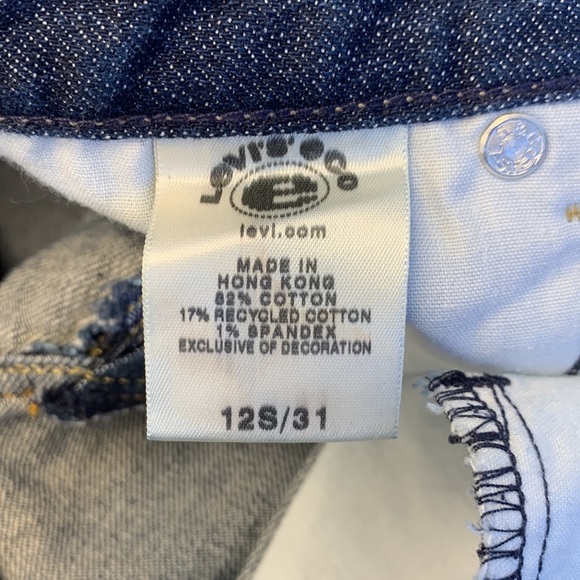 Levi's eco
e
levi.com
MADE IN
HONG KONG
82% COTTON
17% RECYCLED COTTON
1% SPANDEX
EXCLUSIVE OF DECORATION
12S/31